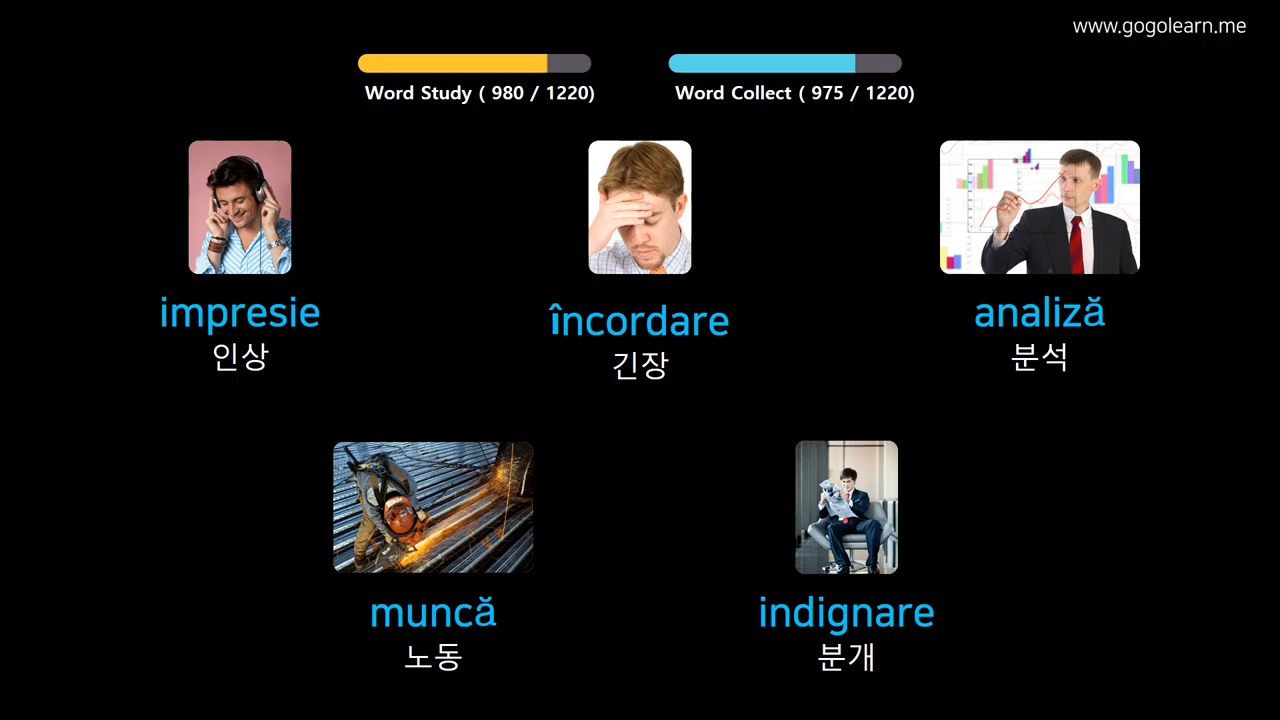 www.gogolearn.me
Word Study ( 980 / 1220)
Word Collect ( 975 / 1220)
impresie
인상
încordare
긴장
analiză
분석
muncă
노동
indignare
분개